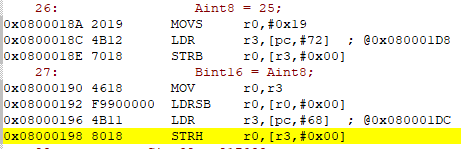 26: Aint8 = 25;
0x0800018A 2019 MOVS r0,#0x19
0x0800018C 4B12 LDR r3,[pc,#72] ; @0x080001D8
0x0800018E 7018 STRB r0,[r3,#0x00]
27: Bint16 = Aint8;
0x08000190 4618 MOV r0,r3
0x08000192 F9900000 LDRSB r0,[r0,#0x00]
0x08000196 4B11 LDR r3,[pc,#68] ; @0x080001DC
0x08000198 8018 STRH r0,[r3,#0x00]